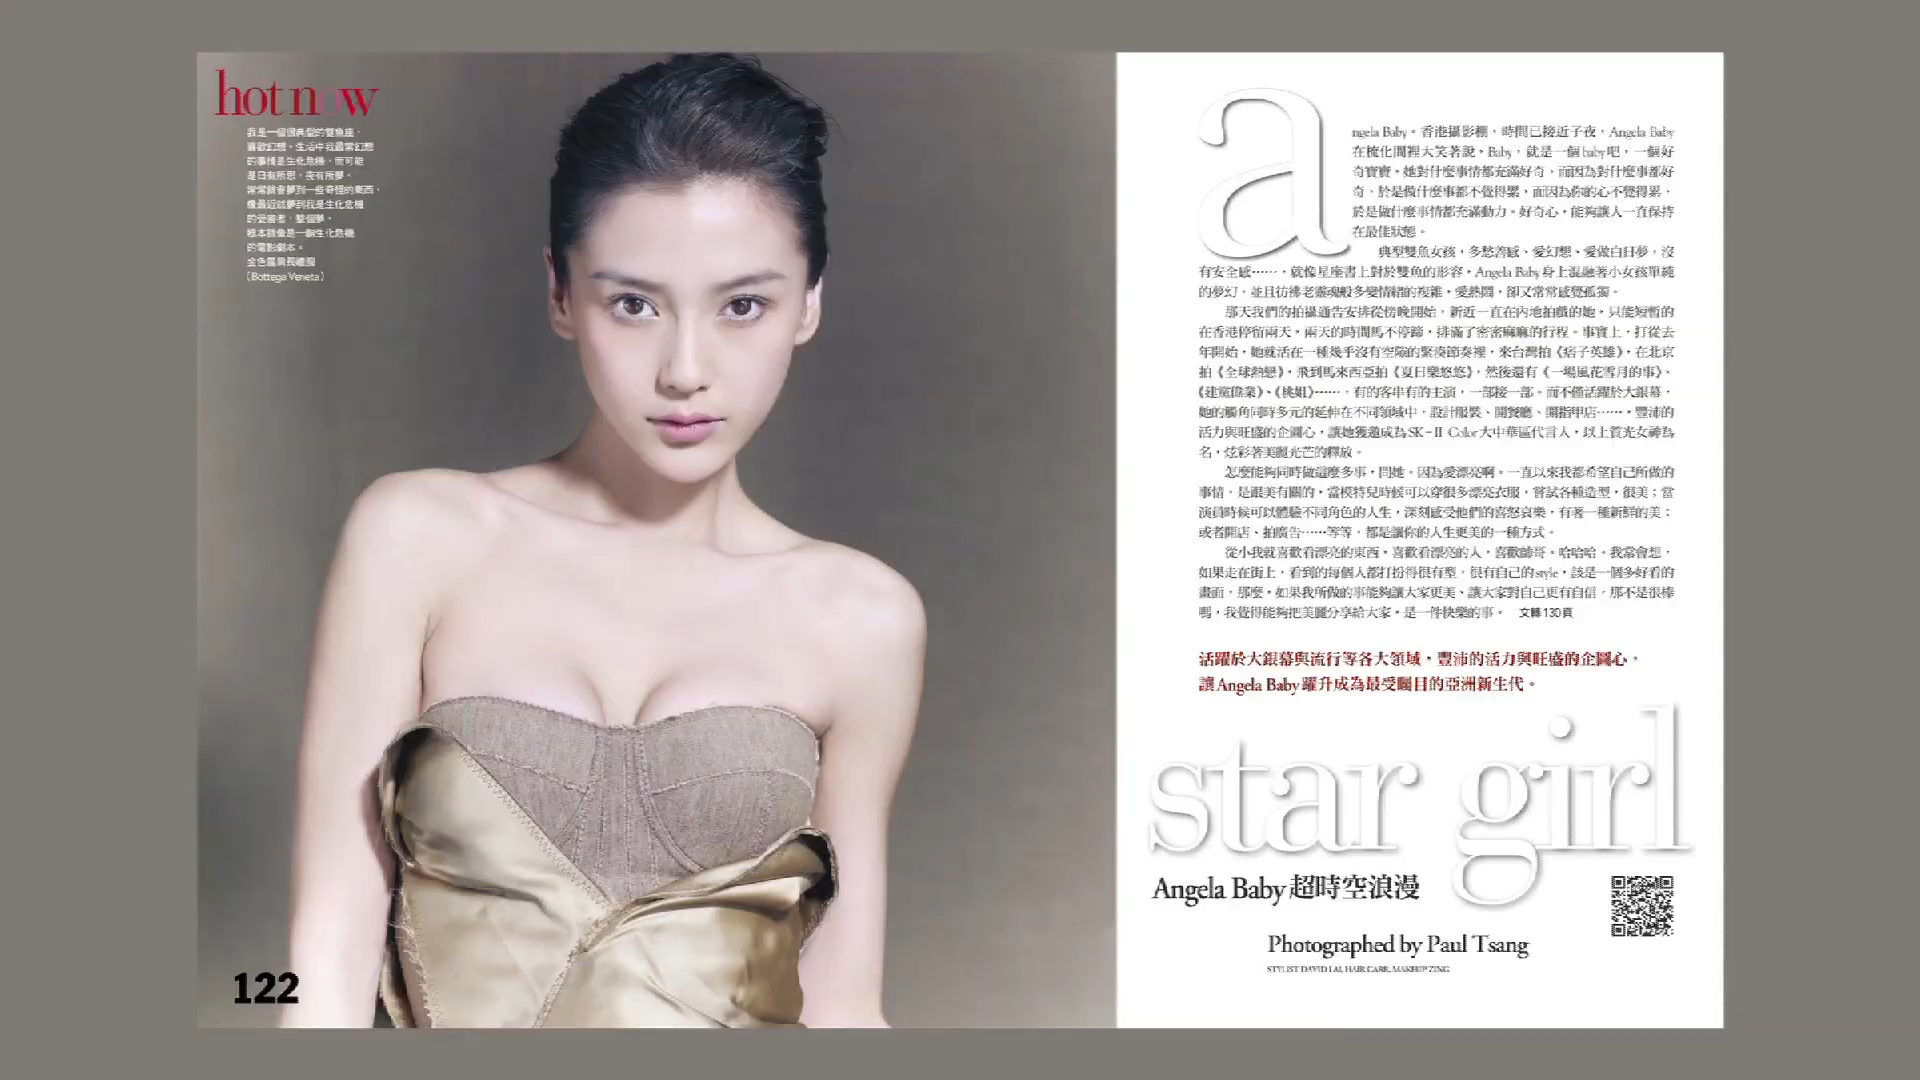 hot now
我是一個很典型的雙魚座，
喜歡幻想。生活中我最常幻想
的事情是生化危機，而可能
是日有所思，夜有所夢。
常常就會夢到一些奇怪的東西，
像最近就夢到我是生化危機
的受害者，整個夢，
根本就像是一齣生化危機
的電影劇本。
金色露肩長禮服
(Bottega Veneta)
122
angela Baby。香港攝影棚，時間已接近子夜，Angela Baby
在梳化間裡大笑著說，Baby，就是一個baby吧，一個好
奇寶寶。她對什麼事情都充滿好奇，而因為對什麼事都好
奇，於是做什麼事都不覺得累，而因為你的心不覺得累，
於是做什麼事情都充滿動力。好奇心，能夠讓人一直保持
在最佳狀態。
典型雙魚女孩，多愁善感、愛幻想、愛做白日夢，沒
有安全感……，就像星座書上對於雙魚的形容，Angela Baby身上混融著小女孩單純
的夢幻，並且彷彿老靈魂般多變情緒的複雜，愛熱鬧，卻又常常感覺孤獨。
那天我們的拍攝通告安排從傍晚開始，新近一直在內地拍戲的她，只能短暫的
在香港停留兩天，兩天的時間馬不停蹄，排滿了密密麻麻的行程。事實上，打從去
年開始，她就活在一種幾乎沒有空隙的緊湊節奏裡，來台灣拍《痞子英雄》，在北京
拍《全球熱戀》，飛到馬來西亞拍《夏日樂悠悠》，然後還有《一場風花雪月的事》、
《建黨偉業》、《桃姐》……，有的客串有的主演，一部接一部。而不僅活躍於大銀幕，
她的觸角同時多元的延伸在不同領域中，設計服裝、開餐廳、開指甲店……，豐沛的
活力與旺盛的企圖心，讓她獲邀成為SK-II Color大中華區代言人，以上質光女神為
名，炫彩著美麗光芒的釋放。
怎麼能夠同時做這麼多事，問她。因為愛漂亮啊。一直以來我都希望自己所做的
事情，是跟美有關的，當模特兒時候可以穿很多漂亮衣服，嘗試各種造型，很美；當
演員時候可以體驗不同角色的人生，深刻感受他們的喜怒哀樂，有著一種新鮮的美；
或者開店、拍廣告……等等，都是讓你的人生更美的一種方式。
從小我就喜歡看漂亮的東西，喜歡看漂亮的人，喜歡帥哥。哈哈哈。我常會想，
如果走在街上，看到的每個人都打扮得很有型，很有自己的style，該是一個多好看的
畫面，那麼，如果我所做的事能夠讓大家更美、讓大家對自己更有自信，那不是很棒
嗎，我覺得能夠把美麗分享給大家，是一件快樂的事。 文轉130頁
活躍於大銀幕與流行等各大領域，豐沛的活力與旺盛的企圖心，
讓Angela Baby躍升成為最受矚目的亞洲新生代。
star girl
Angela Baby超時空浪漫
Photographed by Paul Tsang
STYLIST DAVID LAI, HAIR CARR, MAKEUP ZING